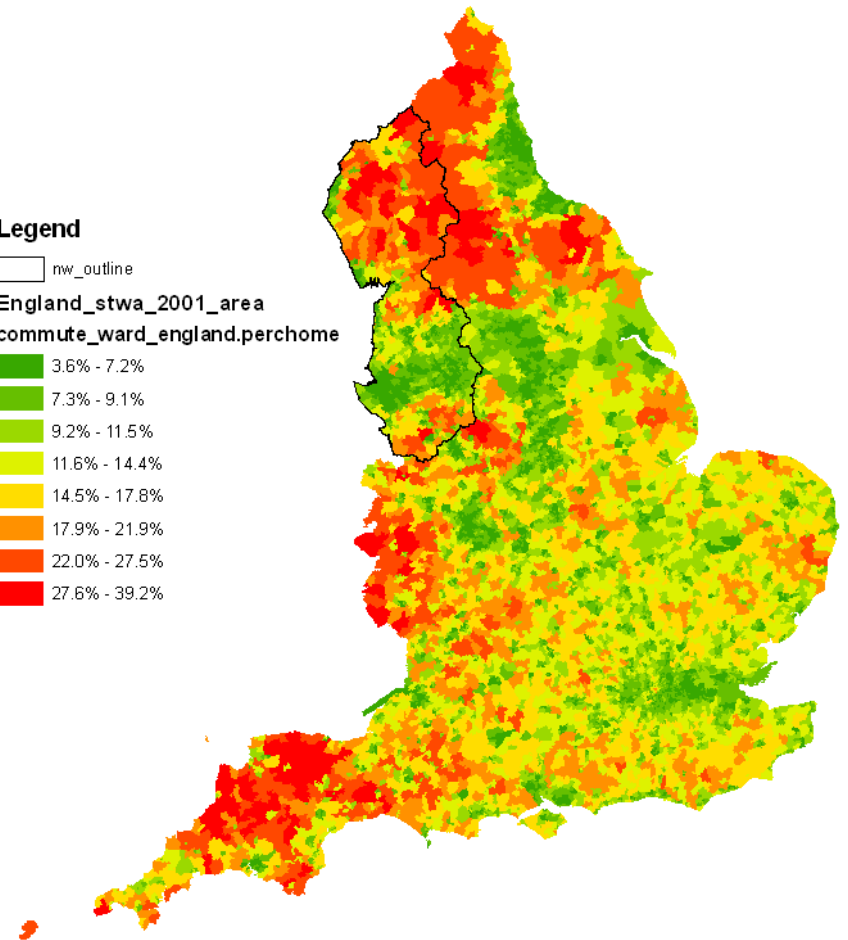 Legend
nw_outline
England_stwa_2001_area
commute_ward_england.perchome
3.6% - 7.2%
7.3% - 9.1%
9.2% - 11.5%
11.6% - 14.4%
14.5% - 17.8%
17.9% - 21.9%
22.0% - 27.5%
27.6% - 39.2%